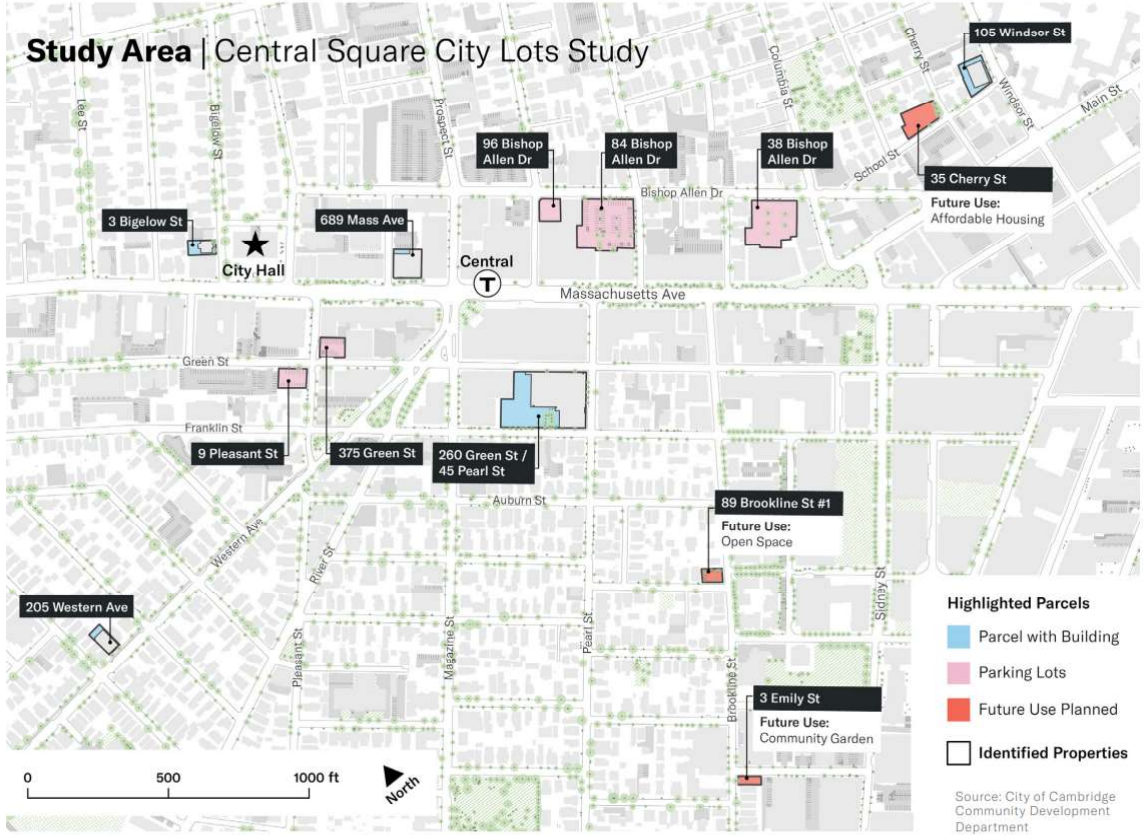 Study Area | Central Square City Lots Study
105 Windsor St
Lee St
Bigelow St
Prospect St
Columbia St
Cherry St
Windsor St
Main St
96 Bishop
Allen Dr
84 Bishop
Allen Dr
38 Bishop
Allen Dr
School St
35 Cherry St
Future Use:
Affordable Housing
Bishop Allen Dr
3 Bigelow St
689 Mass Ave
City Hall
Central
T
Massachusetts Ave
Green St
Franklin St
9 Pleasant St
375 Green St
260 Green St /
45 Pearl St
Auburn St
89 Brookline St #1
Future Use:
Open Space
Western Ave
River St
205 Western Ave
Pleasant St
Magazine St
Pearl St
Brookline St
Sidney St
3 Emily St
Future Use:
Community Garden
Highlighted Parcels
Parcel with Building
Parking Lots
Future Use Planned
Identified Properties
0 500 1000 ft
North
Source: City of Cambridge
Community Development
Department